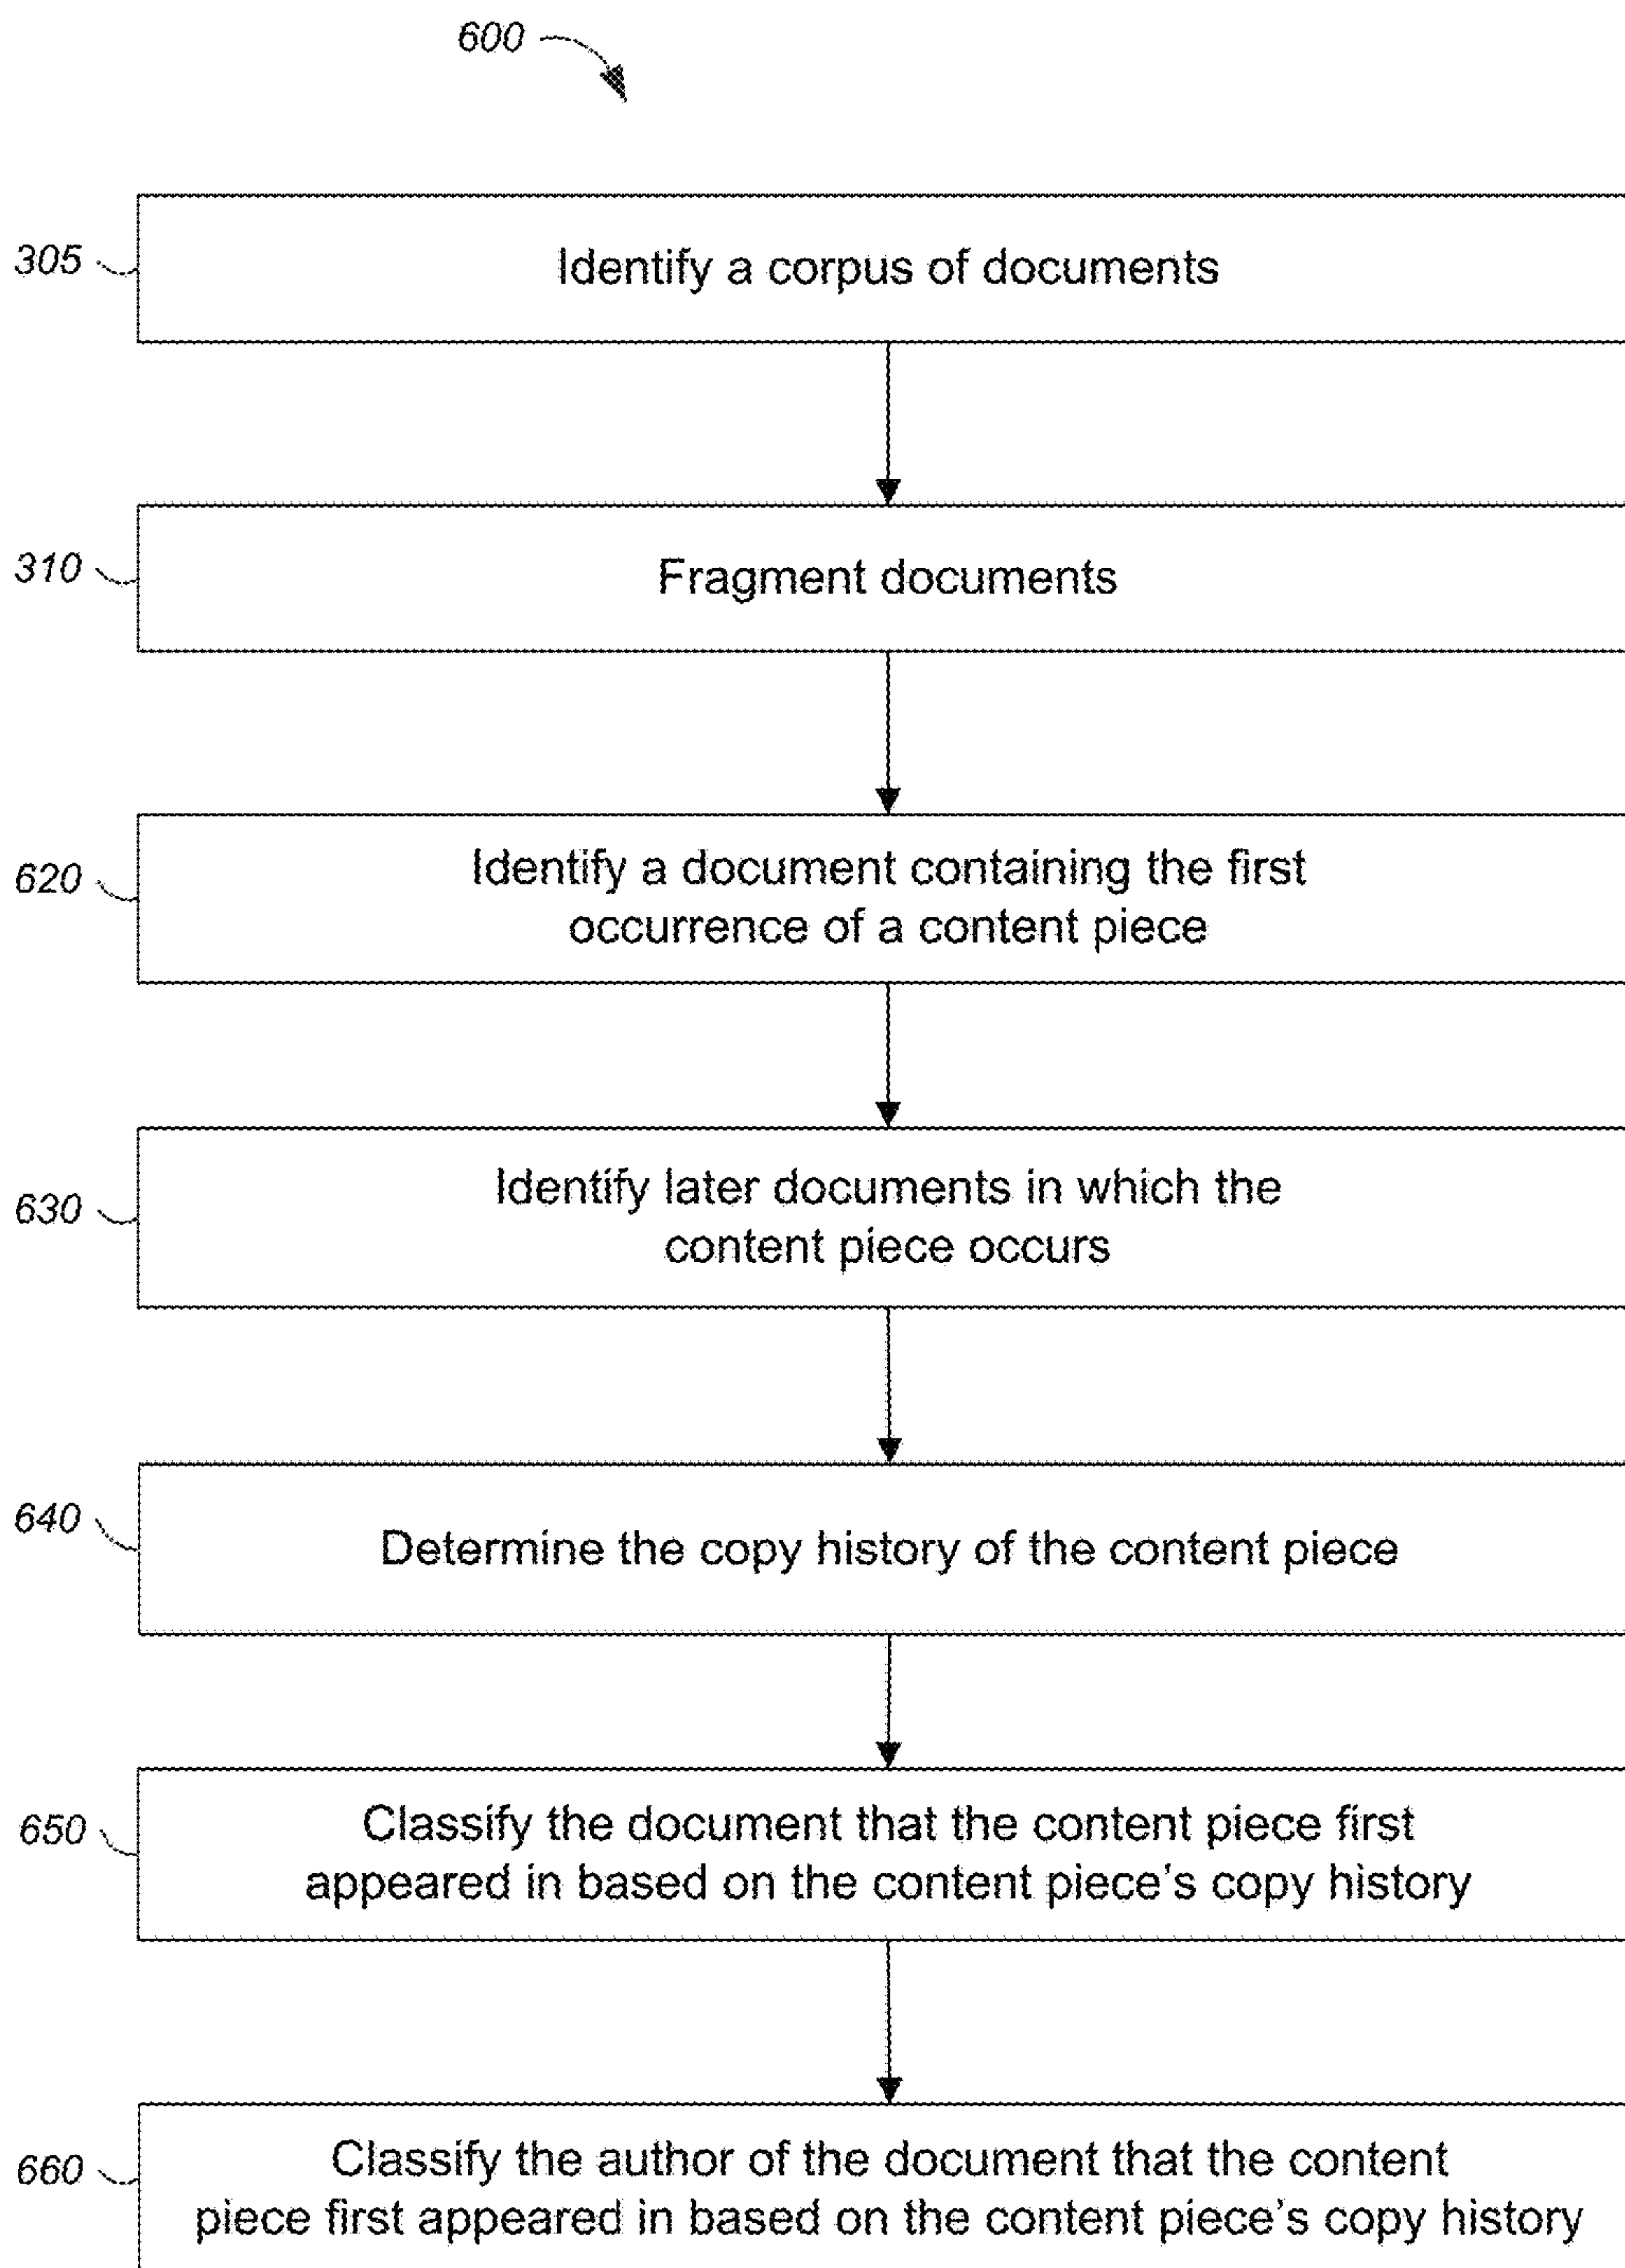 600
305
Identify a corpus of documents
310
Fragment documents
620
Identify a document containing the first
occurrence of a content piece
630
Identify later documents in which the
content piece occurs
640
Determine the copy history of the content piece
650
Classify the document that the content piece first
appeared in based on the content piece's copy history
660
Classify the author of the document that the content
piece first appeared in based on the content piece's copy history